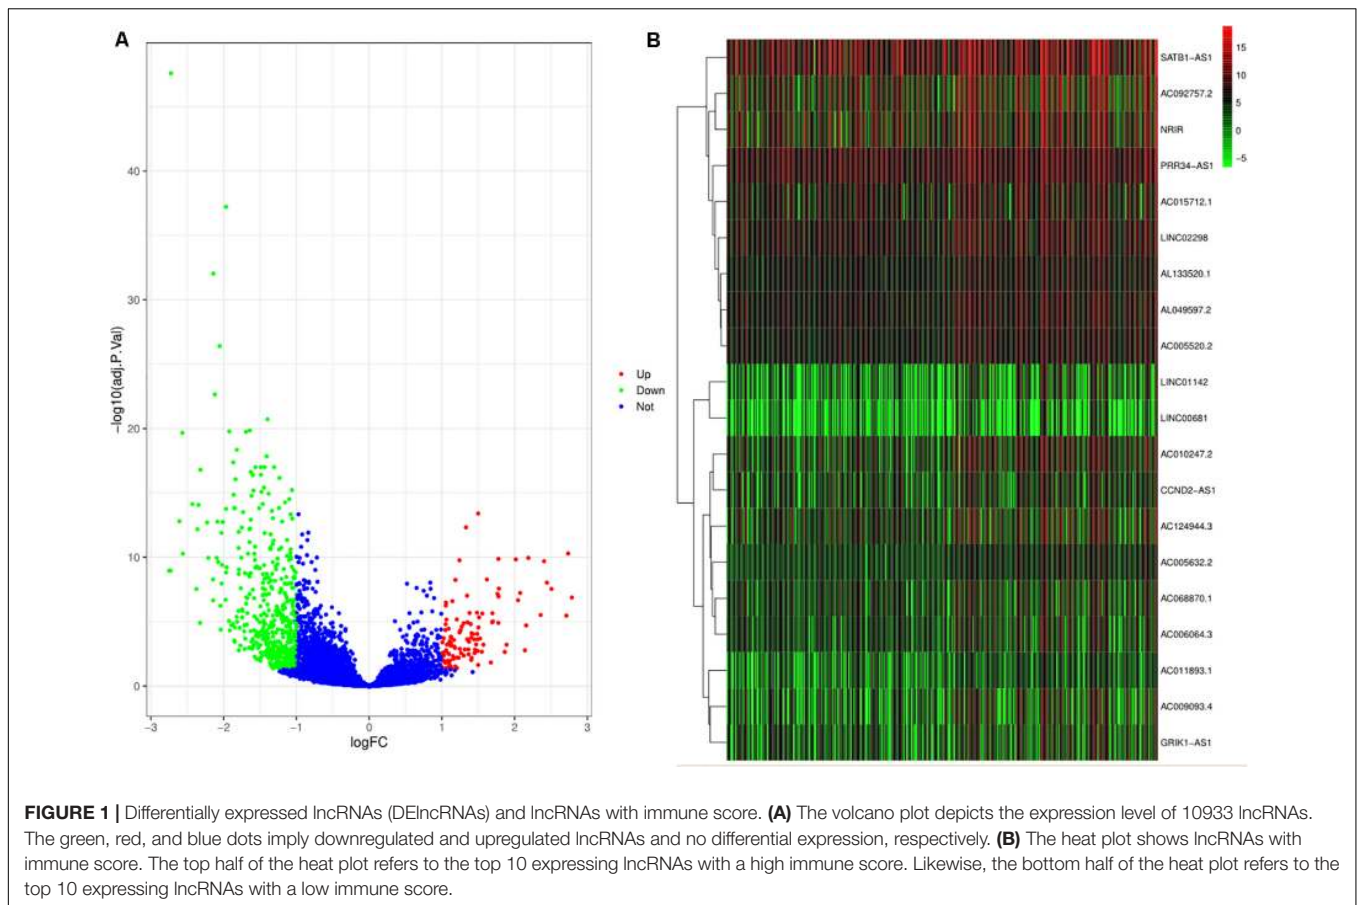 A
B
40
30
20
10
0
-log10(adj.P.Val)
-3
-2
-1
0
1
2
3
logFC
Up
Down
Not
SATB1-AS1
AC092757.2
NRIR
PRR34-AS1
AC015712.1
LINC02298
AL133520.1
AL049597.2
AC005520.2
LINC01142
LINC00681
AC010247.2
CCND2-AS1
AC124944.3
AC005632.2
AC068870.1
AC006064.3
AC011893.1
AC009093.4
GRIK1-AS1
15
10
5
0
-5
FIGURE 1 | Differentially expressed lncRNAs (DElncRNAs) and lncRNAs with immune score. (A) The volcano plot depicts the expression level of 10933 lncRNAs.
The green, red, and blue dots imply downregulated and upregulated lncRNAs and no differential expression, respectively. (B) The heat plot shows lncRNAs with
immune score. The top half of the heat plot refers to the top 10 expressing lncRNAs with a high immune score. Likewise, the bottom half of the heat plot refers to the
top 10 expressing lncRNAs with a low immune score.